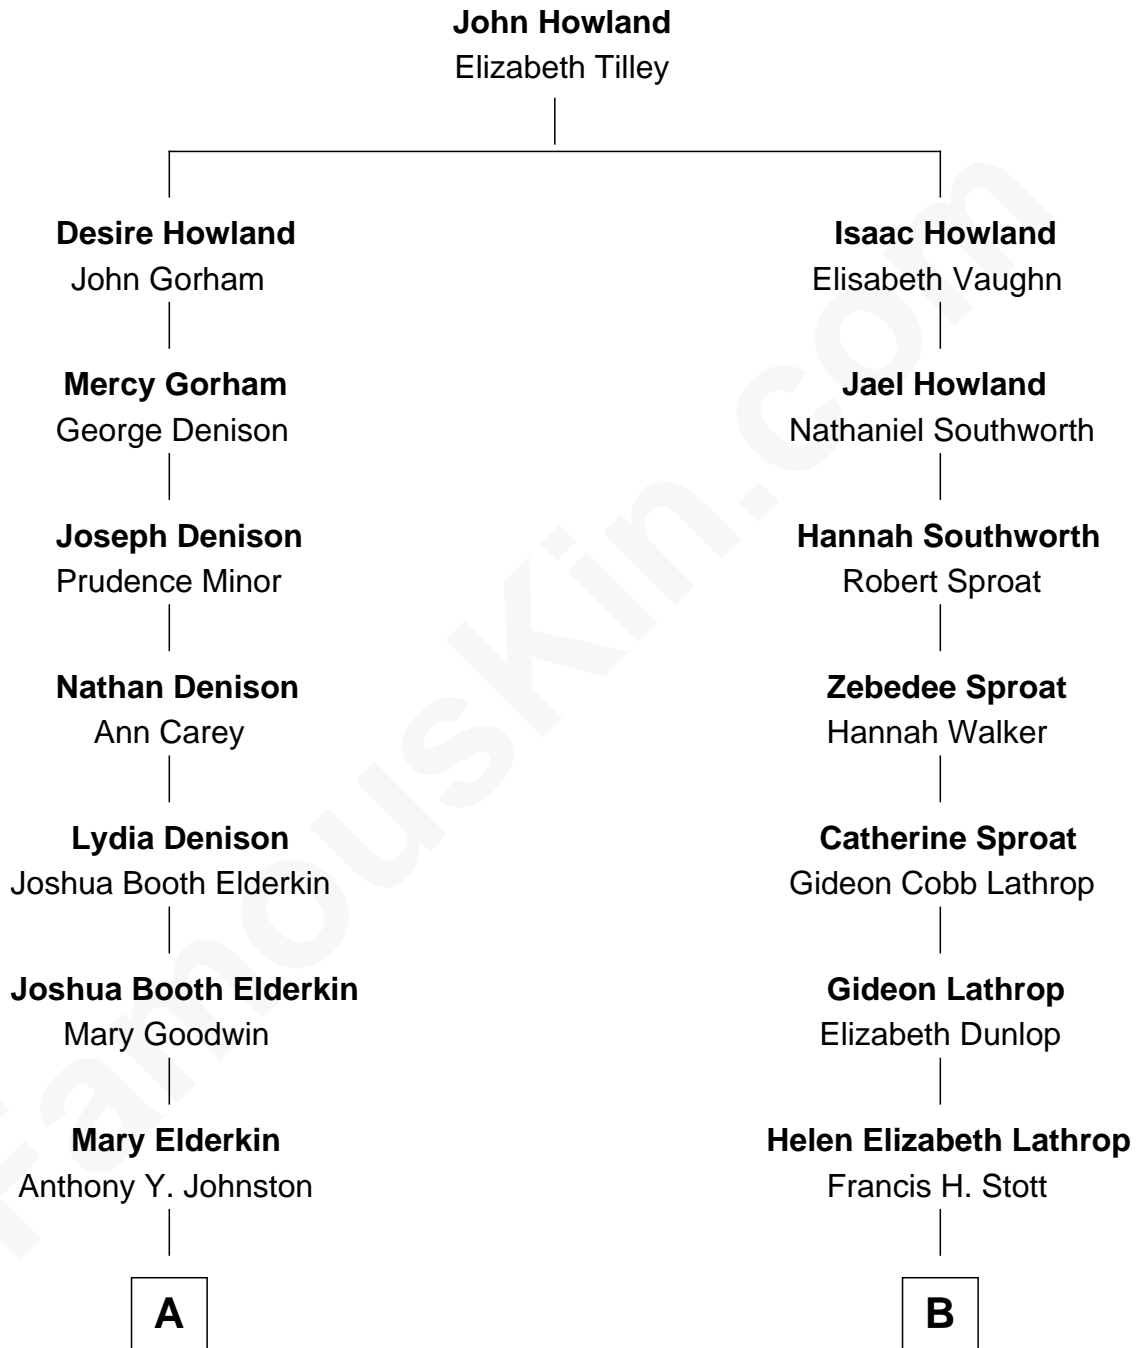 John Howland
Elizabeth Tilley
Desire Howland
John Gorham
Isaac Howland
Elisabeth Vaughn
Mercy Gorham
George Denison
Jael Howland
Nathaniel Southworth
Joseph Denison
Prudence Minor
Hannah Southworth
Robert Sproat
Nathan Denison
Ann Carey
Zebedee Sproat
Hannah Walker
Lydia Denison
Joshua Booth Elderkin
Catherine Sproat
Gideon Cobb Lathrop
Joshua Booth Elderkin
Mary Goodwin
Gideon Lathrop
Elizabeth Dunlop
Mary Elderkin
Anthony Y. Johnston
Helen Elizabeth Lathrop
Francis H. Stott
A
B
FamousKin.com